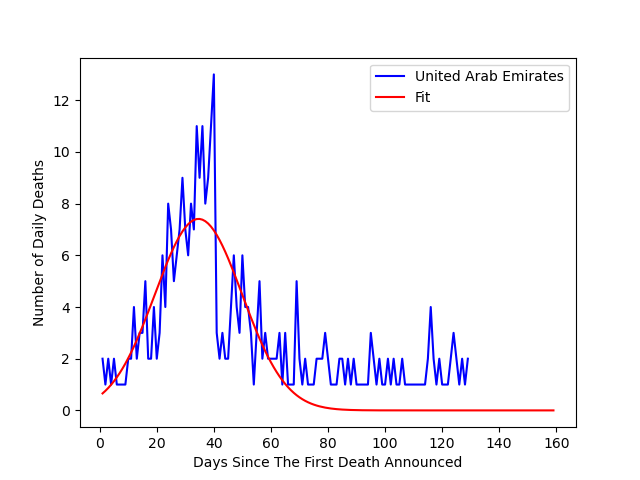 United Arab Emirates
Fit
12
10
8
6
4
2
0
Number of Daily Deaths
0 20 40 60 80 100 120 140 160
Days Since The First Death Announced